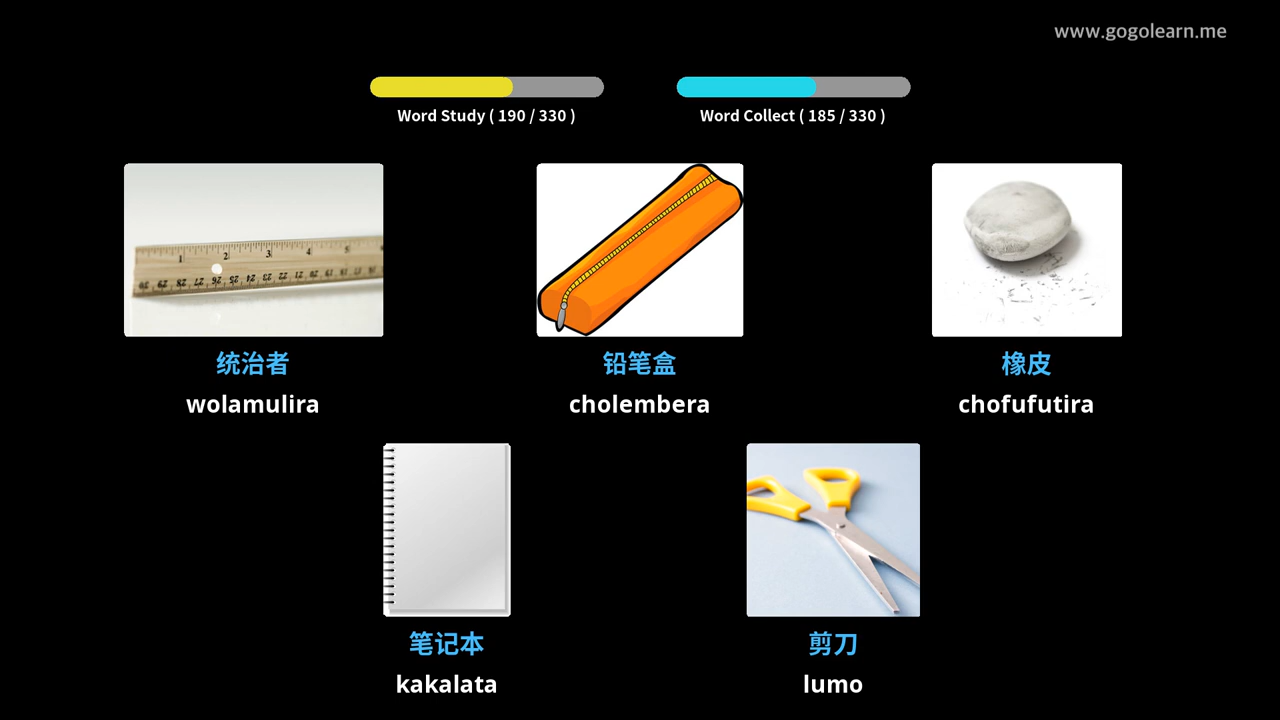 www.gogolearn.me
Word Study ( 190 / 330 )
Word Collect ( 185 / 330 )
统治者
wolamulira
铅笔盒
cholembera
橡皮
chofufutira
笔记本
kakalata
剪刀
lumo